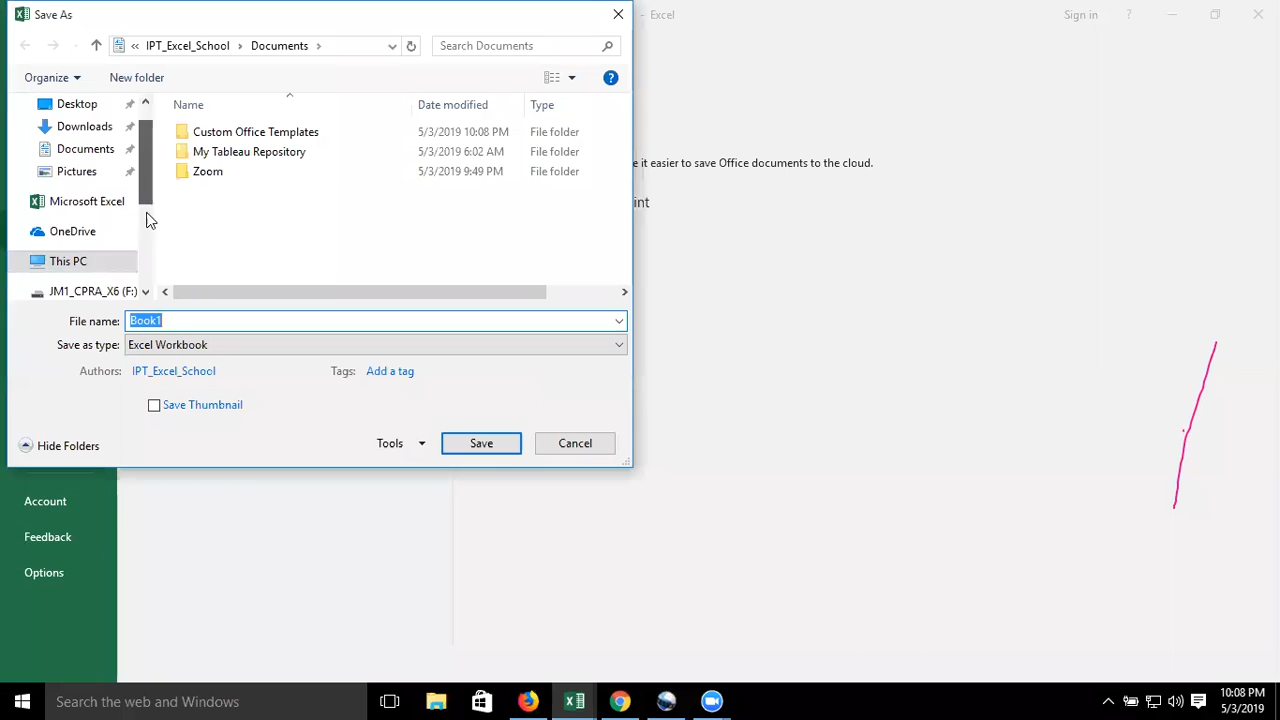 Save As
- Excel
Sign in
?
« IPT_Excel_School › Documents ›
Search Documents
Organize
New folder
?
Name
Date modified
Type
Desktop
Downloads
Documents
Pictures
Microsoft Excel
OneDrive
This PC
JM1_CPRA_X6 (F:)
Custom Office Templates 5/3/2019 10:08 PM File folder
My Tableau Repository 5/3/2019 6:02 AM File folder
Zoom 5/3/2019 9:49 PM File folder
e it easier to save Office documents to the cloud.
int
File name: Book1
Save as type: Excel Workbook
Authors: IPT_Excel_School
Tags: Add a tag
Save Thumbnail
Hide Folders
Tools
Save
Cancel
Account
Feedback
Options
Search the web and Windows
10:08 PM
5/3/2019